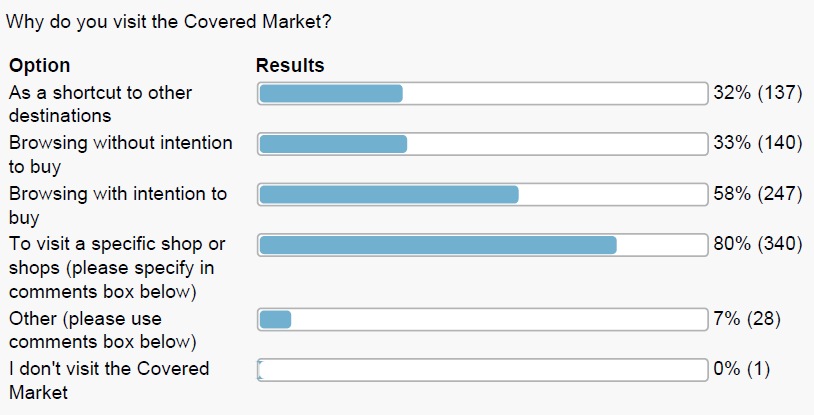 Why do you visit the Covered Market?
Option Results
As a shortcut to other 32% (137)
destinations
Browsing without intention 33% (140)
to buy
Browsing with intention to 58% (247)
buy
To visit a specific shop or 80% (340)
shops (please specify in
comments box below)
Other (please use 7% (28)
comments box below)
I don't visit the Covered 0% (1)
Market